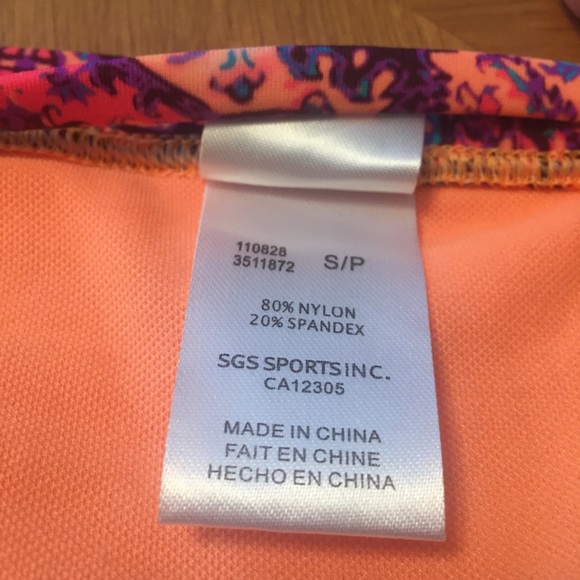 110828
3511872 S/P
80% NYLON
20% SPANDEX
SGS SPORTS INC.
CA12305
MADE IN CHINA
FAIT EN CHINE
HECHO EN CHINA